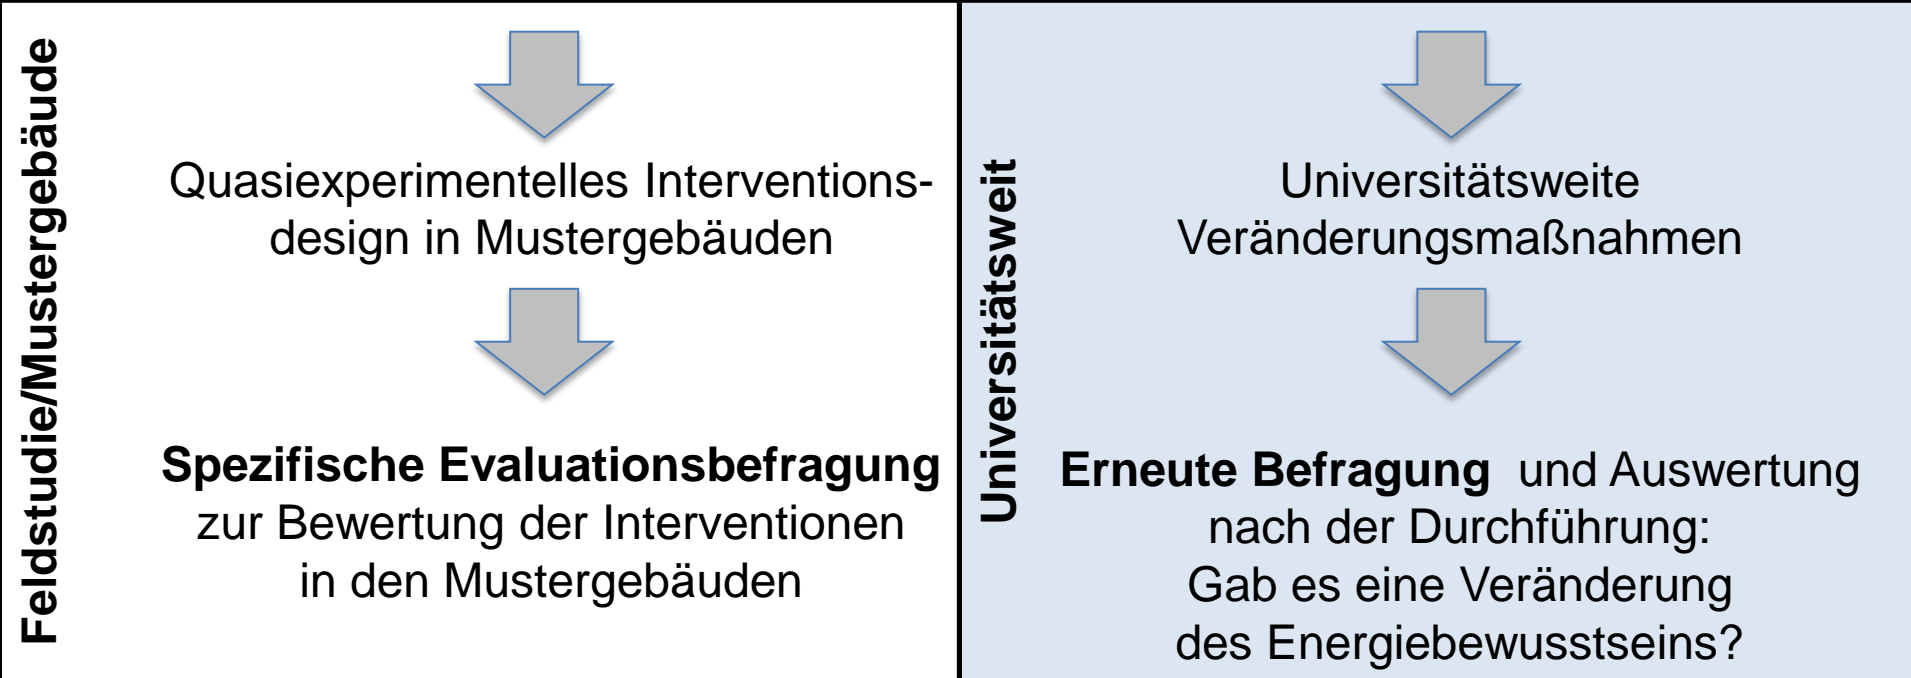 Feldstudie/Mustergebäude
Quasiexperimentelles Interventions-
design in Mustergebäuden
Spezifische Evaluationsbefragung
zur Bewertung der Interventionen
in den Mustergebäuden
Universitätsweit
Universitätsweite
Veränderungsmaßnahmen
Erneute Befragung und Auswertung
nach der Durchführung:
Gab es eine Veränderung
des Energiebewusstseins?